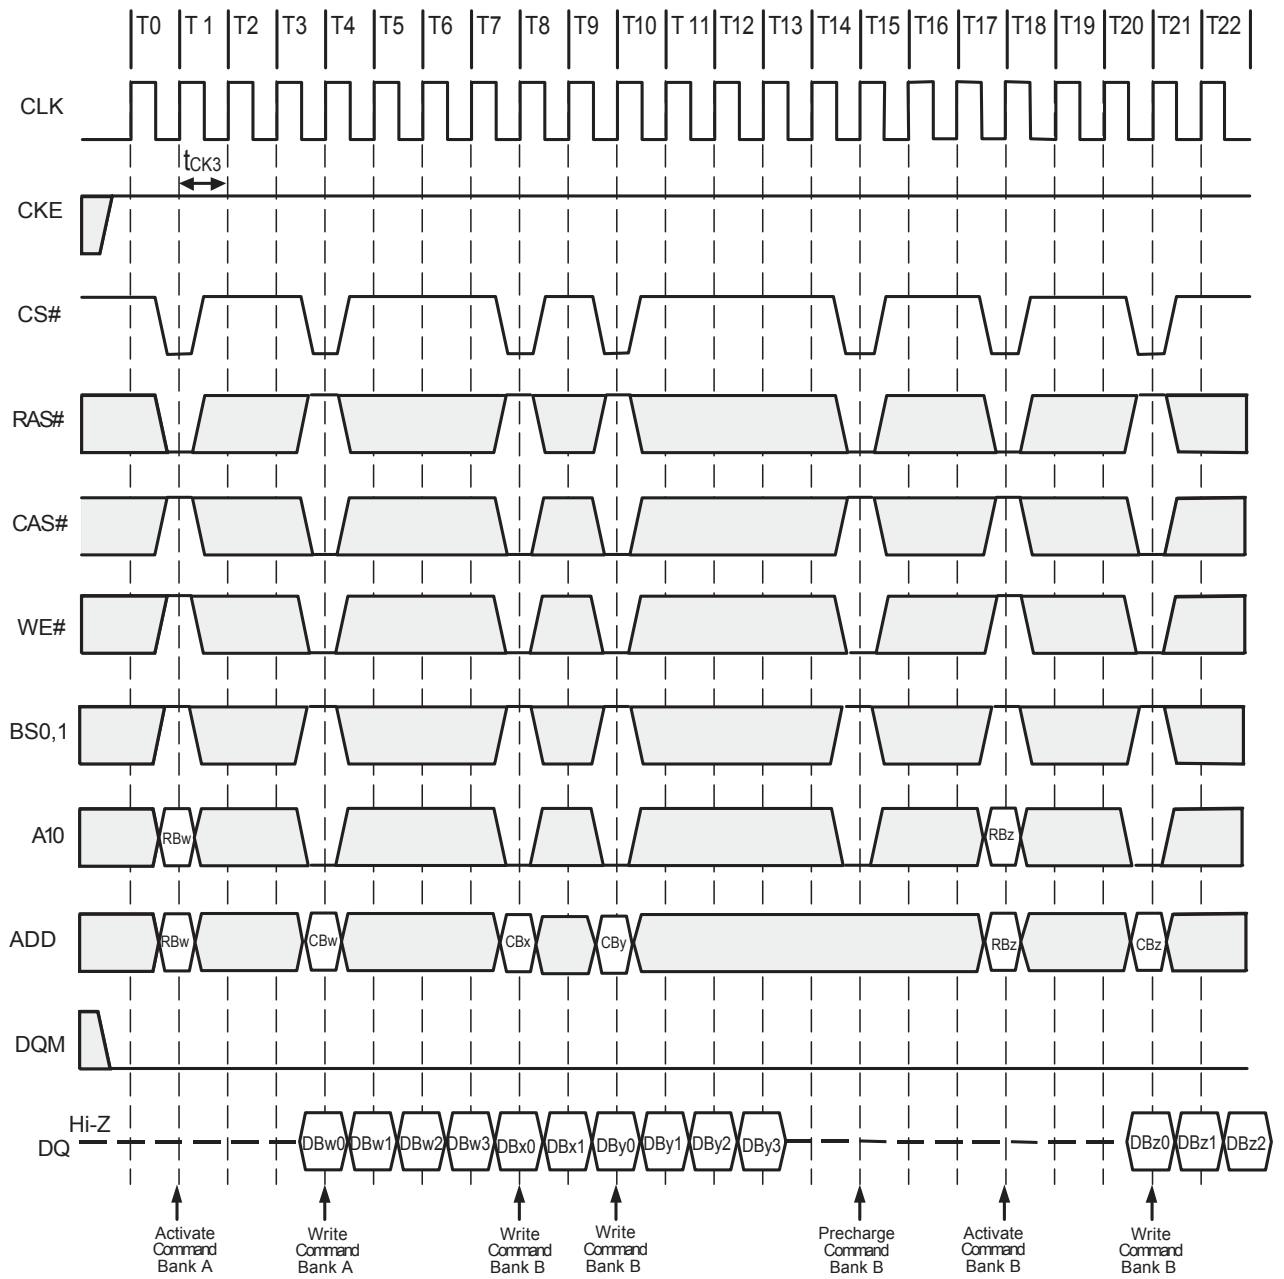 T0 T 1 T2 T3 T4 T5 T6 T7 T8 T9 T10 T 11 T12 T13 T14 T15 T16 T17 T18 T19 T20 T21 T22
CLK
tCK3
CKE
CS#
RAS#
CAS#
WE#
BS0,1
A10
RBw RBz
ADD
RBw CBw CBx CBy RBz CBz
DQM
Hi-Z
DQ
DBw0 DBw1 DBw2 DBw3 DBx0 DBx1 DBy0 DBy1 DBy2 DBy3 DBz0 DBz1 DBz2
Activate
Command
Bank A
Write
Command
Bank A
Write
Command
Bank B
Write
Command
Bank B
Precharge
Command
Bank B
Activate
Command
Bank B
Write
Command
Bank B